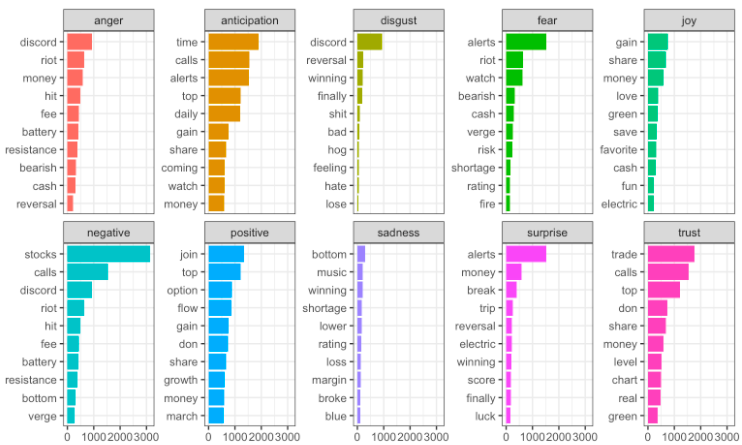 anger anticipation disgust fear joy
discord time discord alerts gain
riot calls reversal riot share
money alerts winning watch money
hit top finally bearish love
fee daily shit cash green
battery gain bad verge save
resistance share hog risk favorite
bearish coming feeling shortage cash
cash watch hate rating fun
reversal money lose fire electric
negative positive sadness surprise trust
stocks join bottom alerts trade
calls top music money calls
discord option winning break top
riot flow shortage trip don
hit gain lower reversal share
fee don rating electric money
battery share loss winning level
resistance growth margin score chart
bottom money broke finally real
verge march blue luck green
0 1000 2000 3000 0 1000 2000 3000 0 1000 2000 3000 0 1000 2000 3000 0 1000 2000 3000